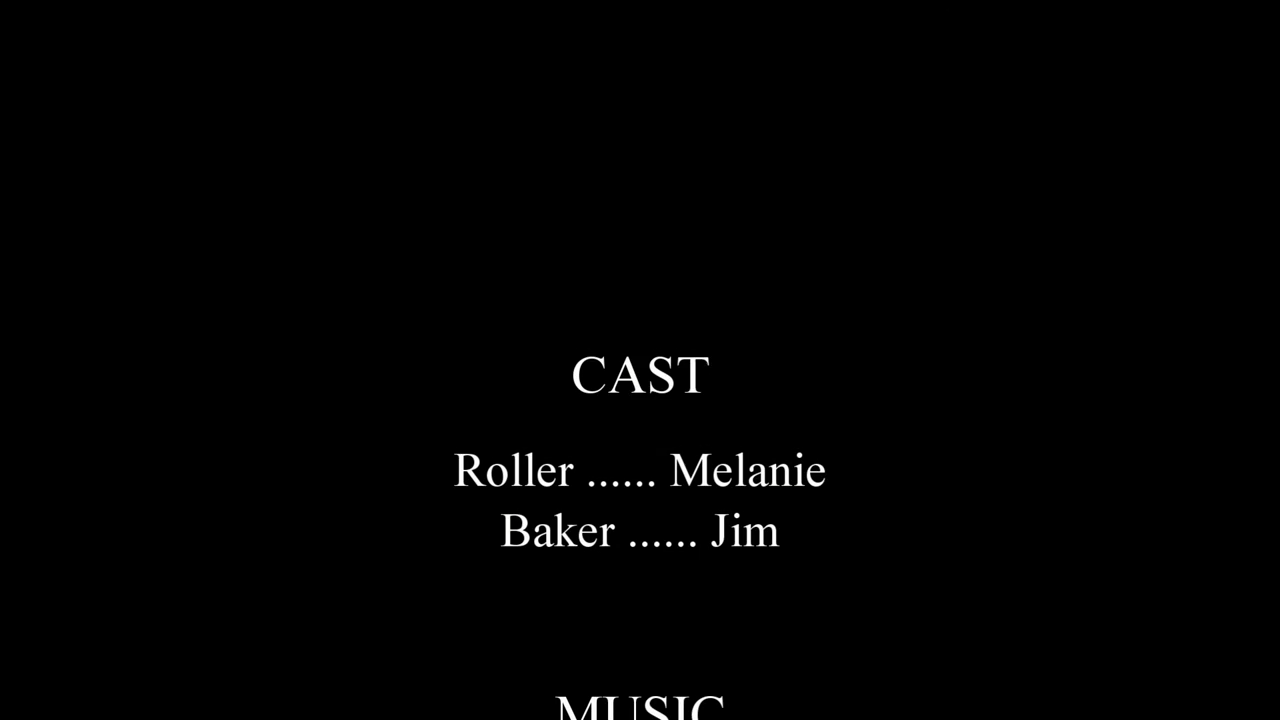 CAST
Roller ...... Melanie
Baker ...... Jim
MUSIC